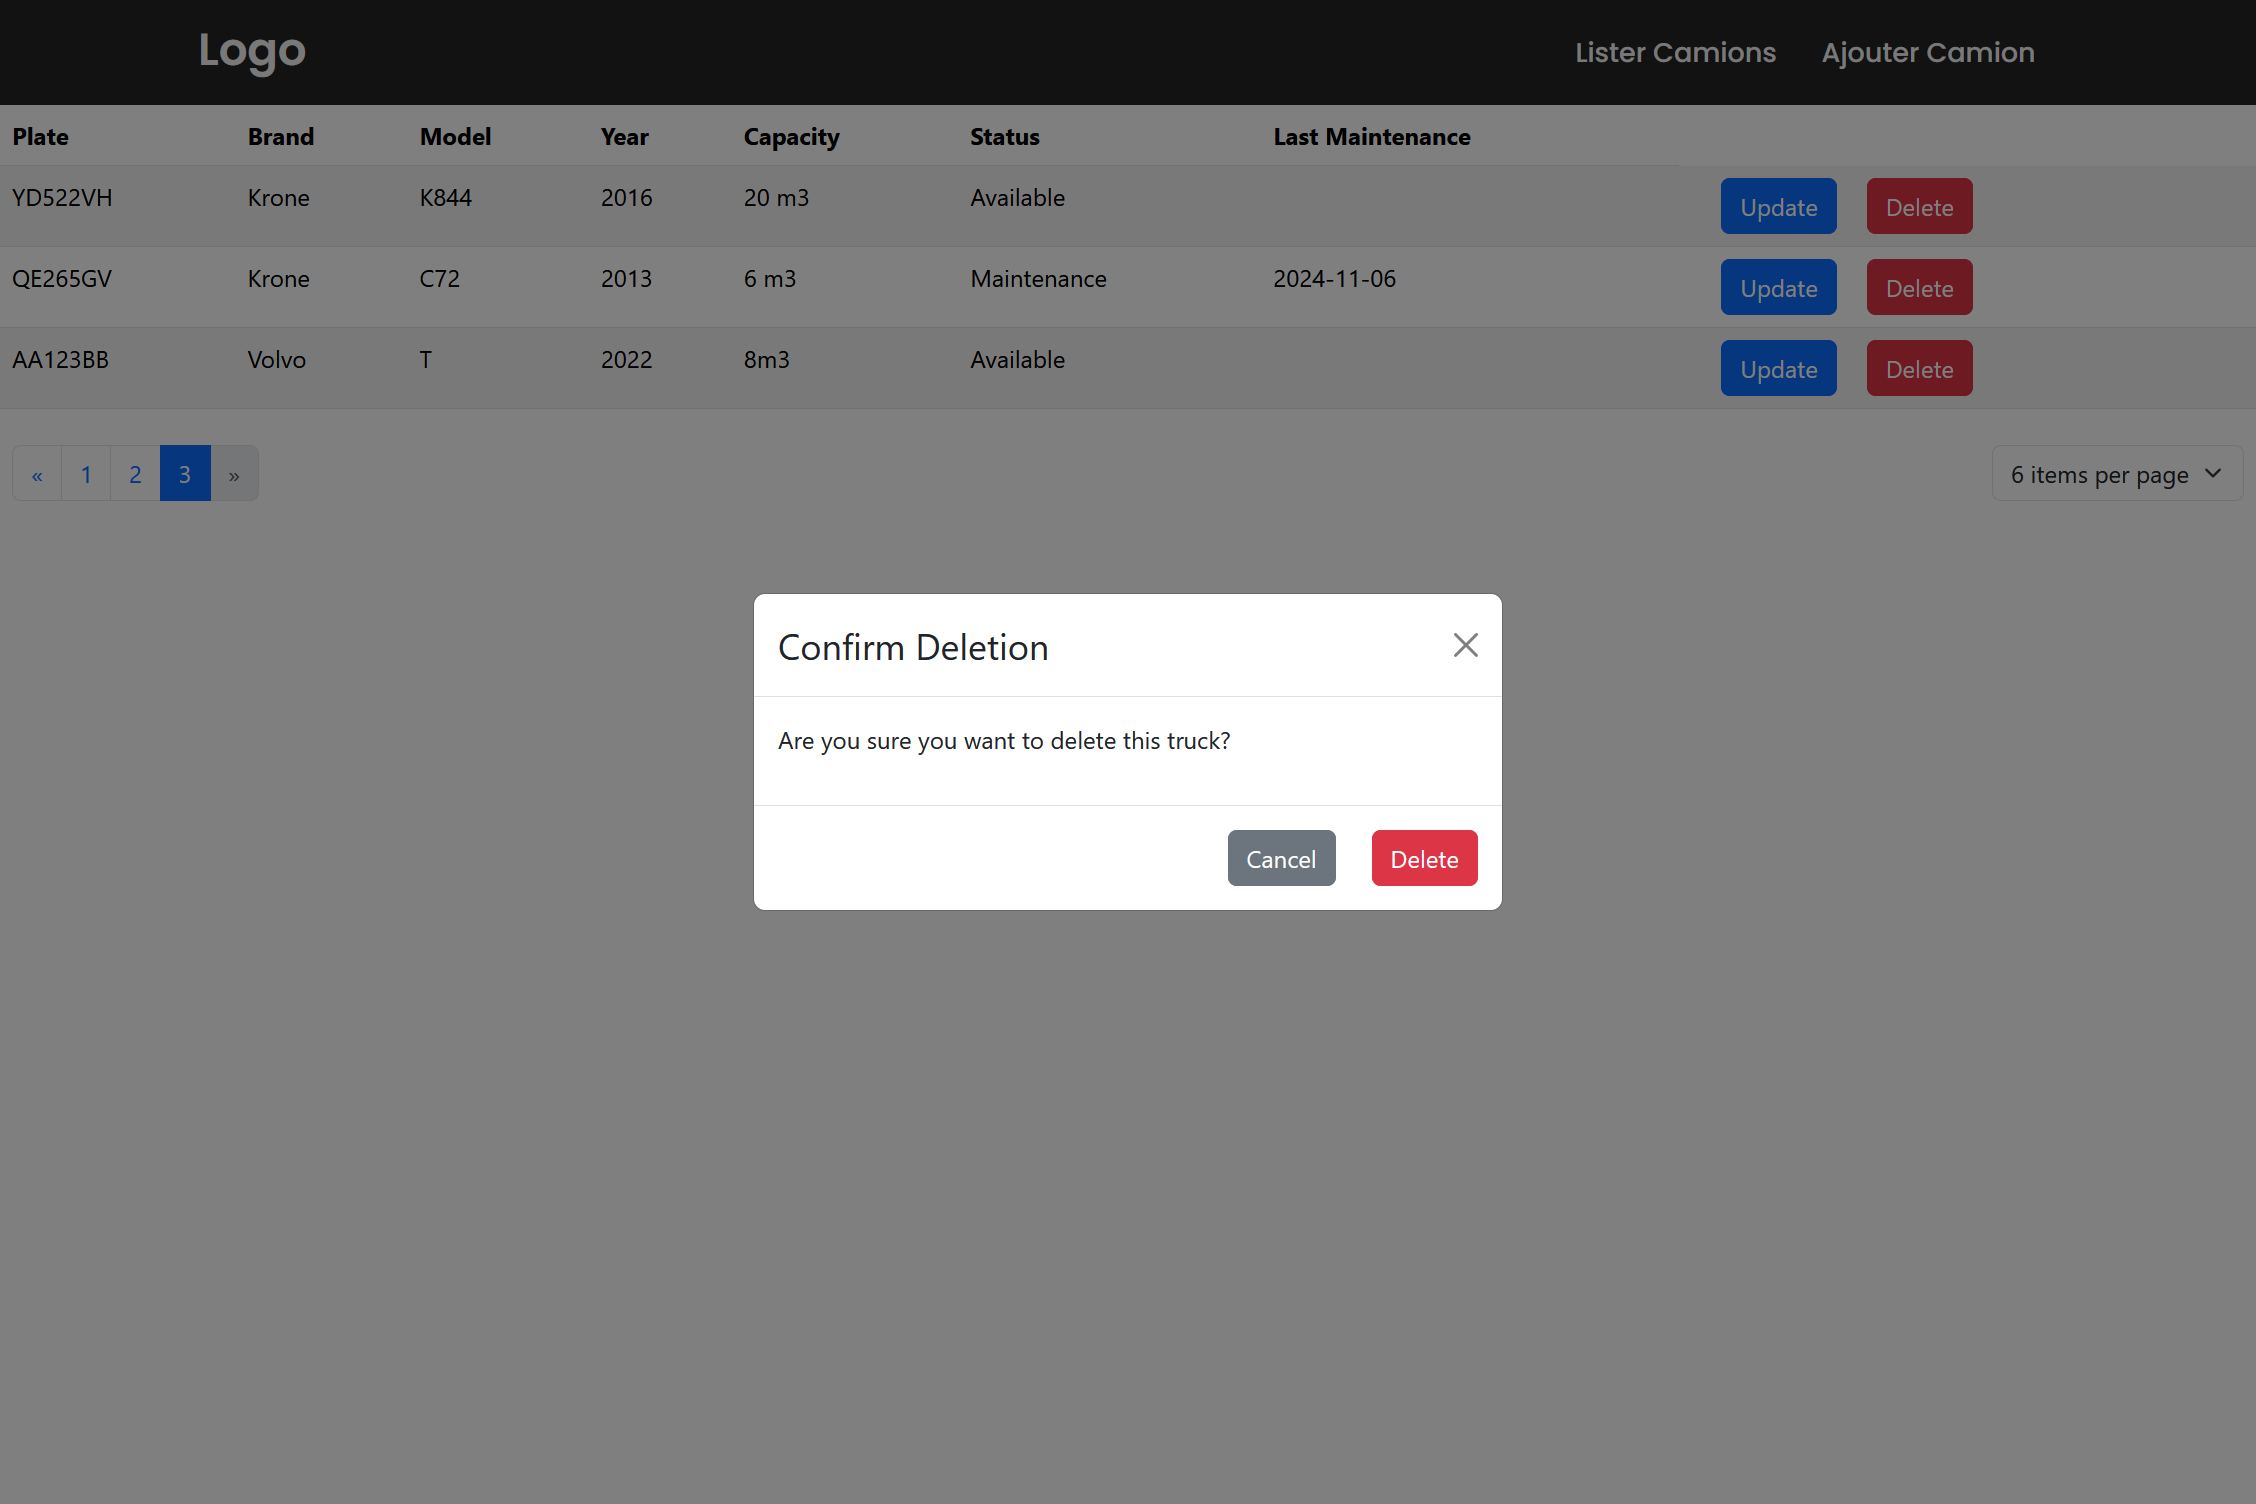 Logo Lister Camions Ajouter Camion
Plate Brand Model Year Capacity Status Last Maintenance
YD522VH Krone K844 2016 20 m3 Available Update Delete
QE265GV Krone C72 2013 6 m3 Maintenance 2024-11-06 Update Delete
AA123BB Volvo T 2022 8m3 Available Update Delete
« 1 2 3 » 6 items per page
Confirm Deletion
Are you sure you want to delete this truck?
Cancel Delete